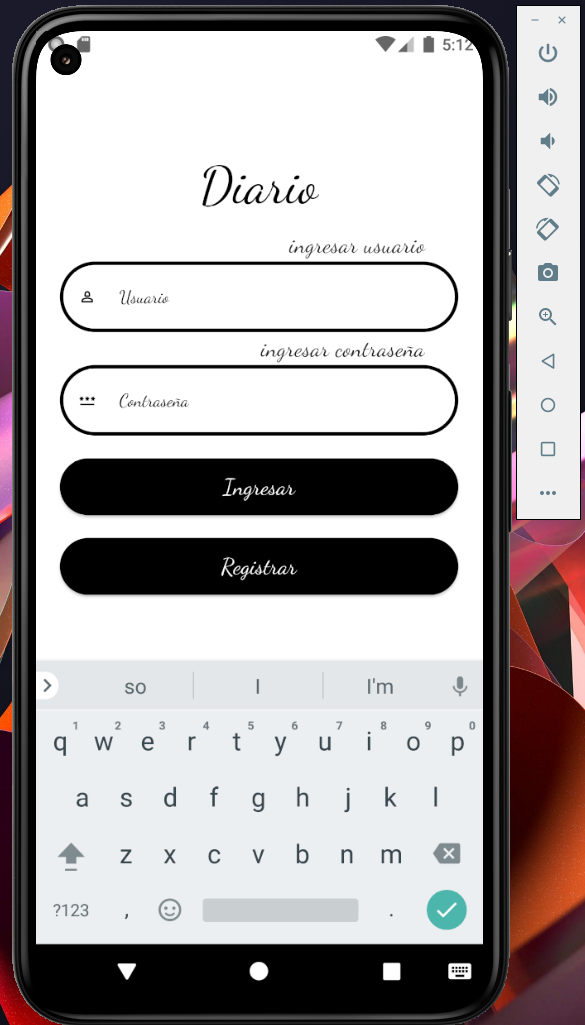 5:12
Diario
ingresar usuario
Usuario
ingresar contraseña
Contraseña
Ingresar
Registrar
so I I'm
1 2 3 4 5 6 7 8 9 0
q w e r t y u i o p
a s d f g h j k l
z x c v b n m
?123 , .